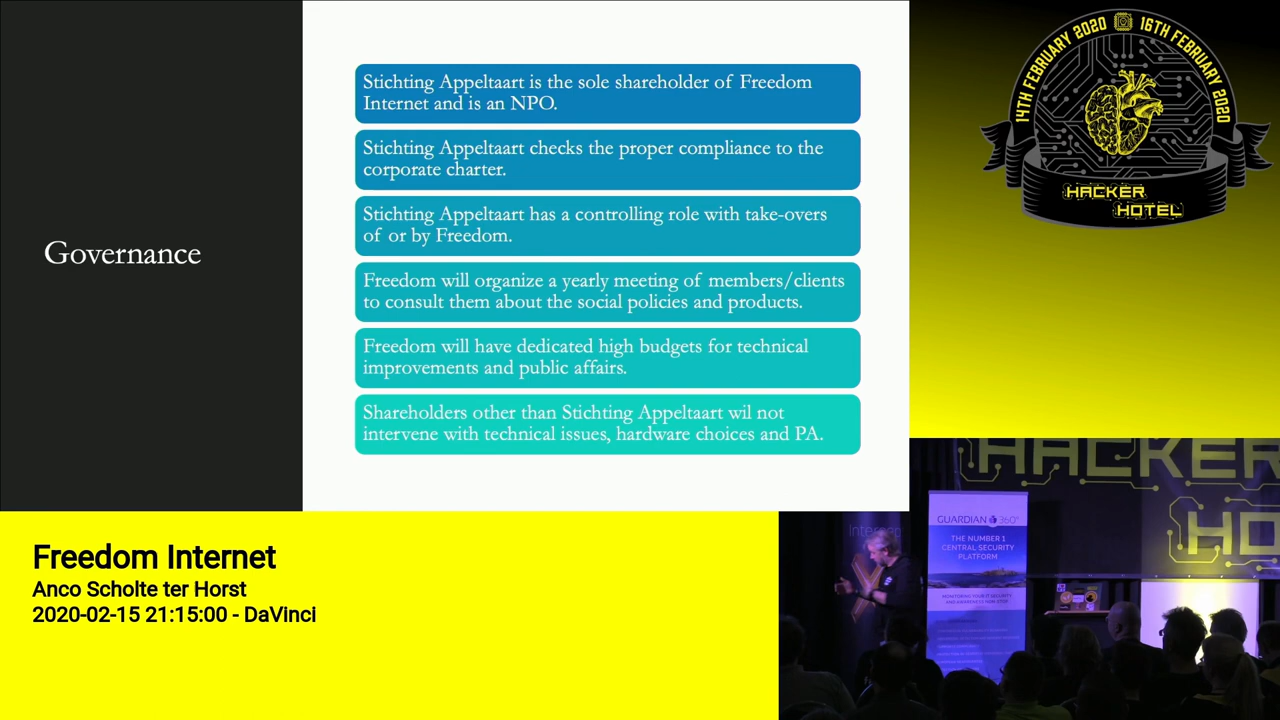 Governance
Stichting Appeltaart is the sole shareholder of Freedom
Internet and is an NPO.
Stichting Appeltaart checks the proper compliance to the
corporate charter.
Stichting Appeltaart has a controlling role with take-overs
of or by Freedom.
Freedom will organize a yearly meeting of members/clients
to consult them about the social policies and products.
Freedom will have dedicated high budgets for technical
improvements and public affairs.
Shareholders other than Stichting Appeltaart wil not
intervene with technical issues, hardware choices and PA.
14TH FEBRUARY 2020 16TH FEBRUARY 2020
HACKER
HOTEL
Freedom Internet
Anco Scholte ter Horst
2020-02-15 21:15:00 - DaVinci
HACKER
HO
GUARDIAN 360°
THE NUMBER 1
CENTRAL SECURITY
PLATFORM
MONITORING YOUR IT SECURITY